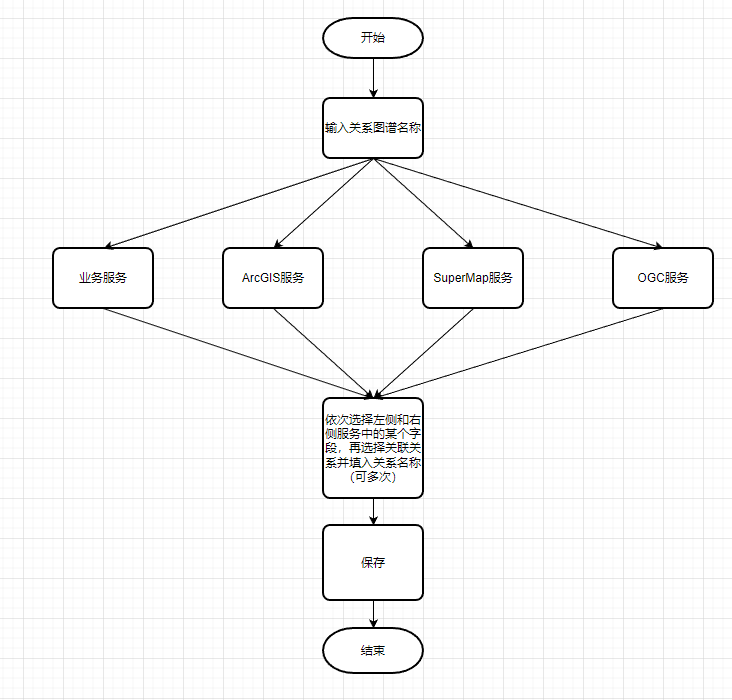 开始
输入关系图谱名称
业务服务
ArcGIS服务
SuperMap服务
OGC服务
依次选择左侧和右
侧服务中的某个字
段，再选择关联关
系并填入关系名称
（可多次）
保存
结束